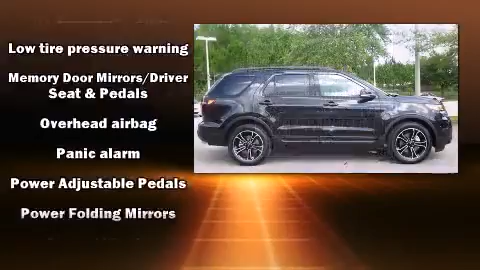 Low tire pressure warning
Memory Door Mirrors/Driver
Seat & Pedals
Overhead airbag
Panic alarm
Power Adjustable Pedals
Power Folding Mirrors